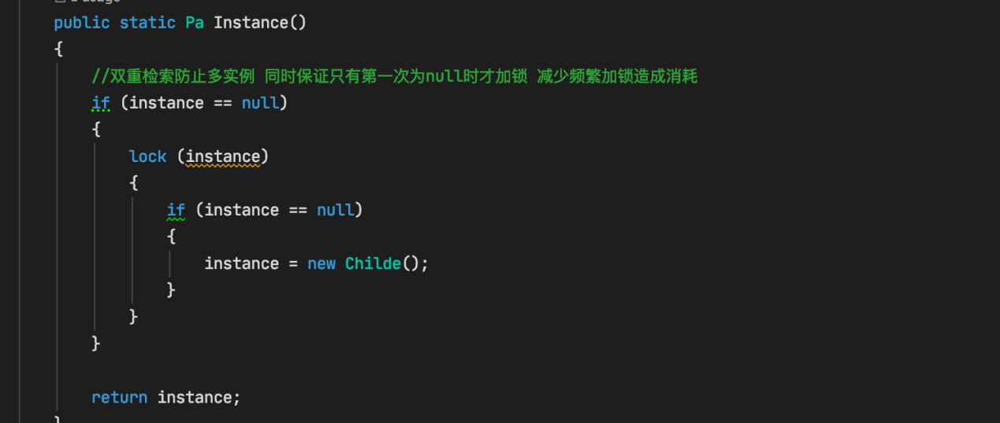 public static Pa Instance()
{
//双重检索防止多实例 同时保证只有第一次为null时才加锁 减少频繁加锁造成消耗
if (instance == null)
{
lock (instance)
{
if (instance == null)
{
instance = new Childe();
}
}
}
return instance;